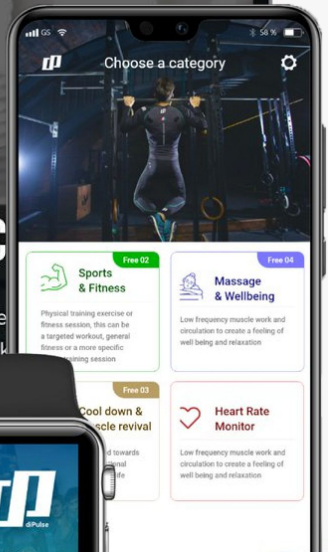 GS
58 %
Choose a category
Free 02
Sports
& Fitness
Physical training exercise or
fitness session, this can be
a targeted workout, general
fitness or a more specific
training session
Free 04
Massage
& Wellbeing
Low frequency muscle work and
circulation to create a feeling of
well being and relaxation
Free 03
Cool down &
muscle revival
towards
Heart Rate
Monitor
Low frequency muscle work and
circulation to create a feeling of
well being and relaxation
diPulse